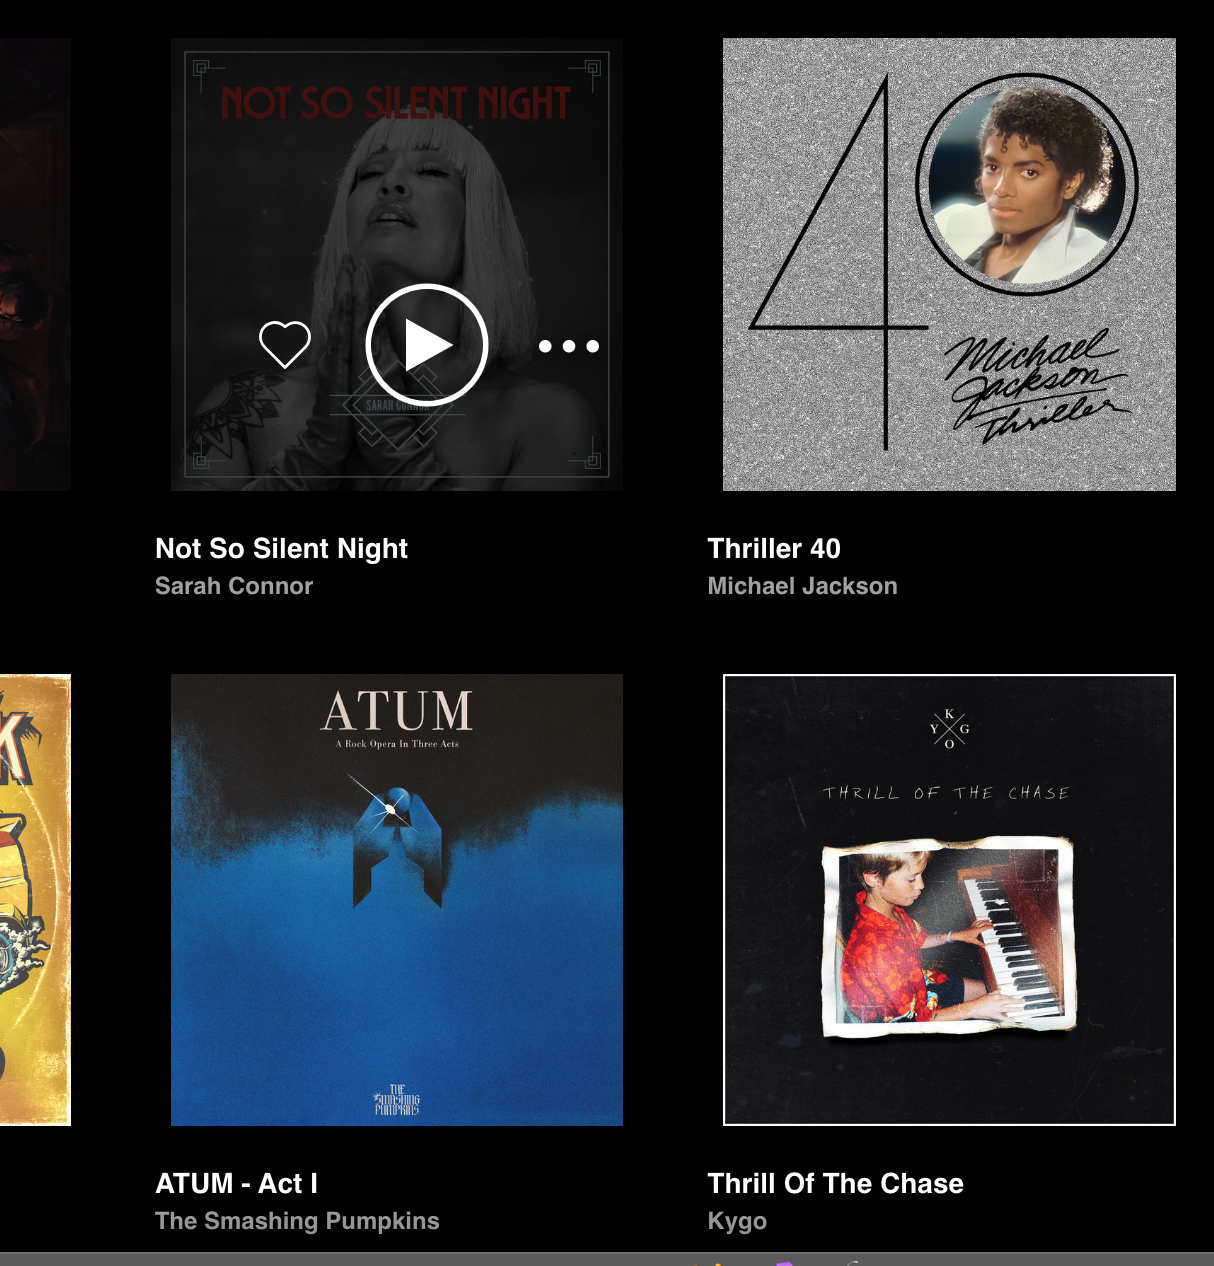 NOT SO SILENT NIGHT
SARAH CONNOR
40
Michael
Jackson
Thriller
Not So Silent Night
Sarah Connor
Thriller 40
Michael Jackson
K
ATUM
A Rock Opera In Three Acts
THE
SMASHING
PUMPKINS
K
Y G
O
THRILL OF THE CHASE
ATUM - Act I
The Smashing Pumpkins
Thrill Of The Chase
Kygo